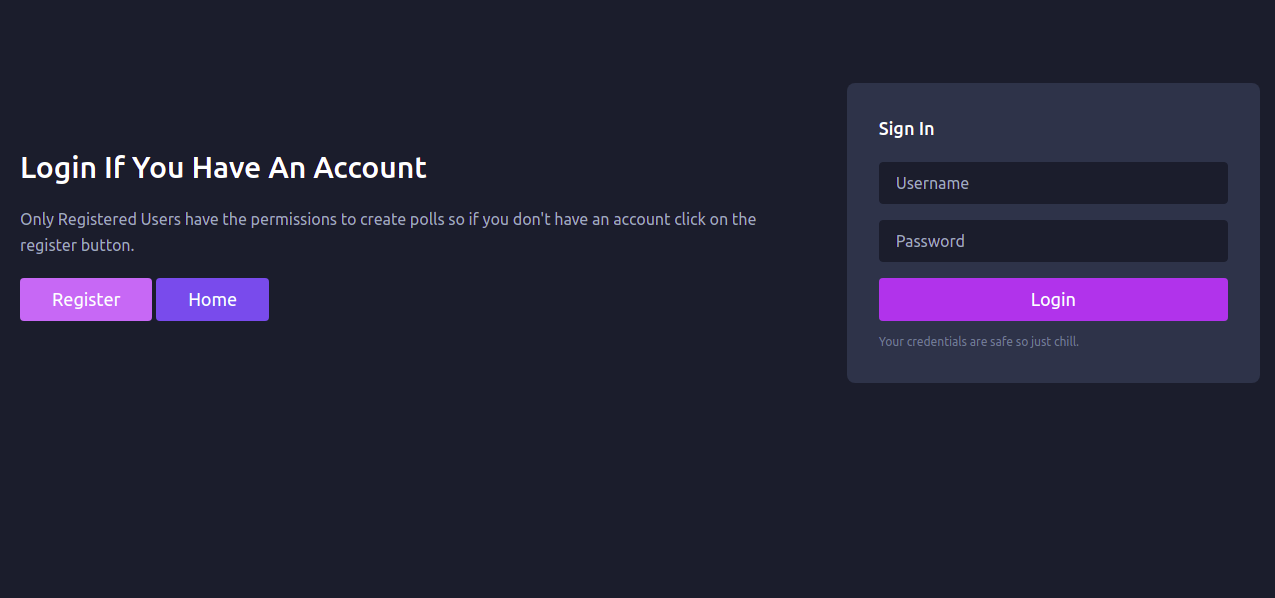 Login If You Have An Account
Only Registered Users have the permissions to create polls so if you don't have an account click on the
register button.
Register
Home
Sign In
Username
Password
Login
Your credentials are safe so just chill.